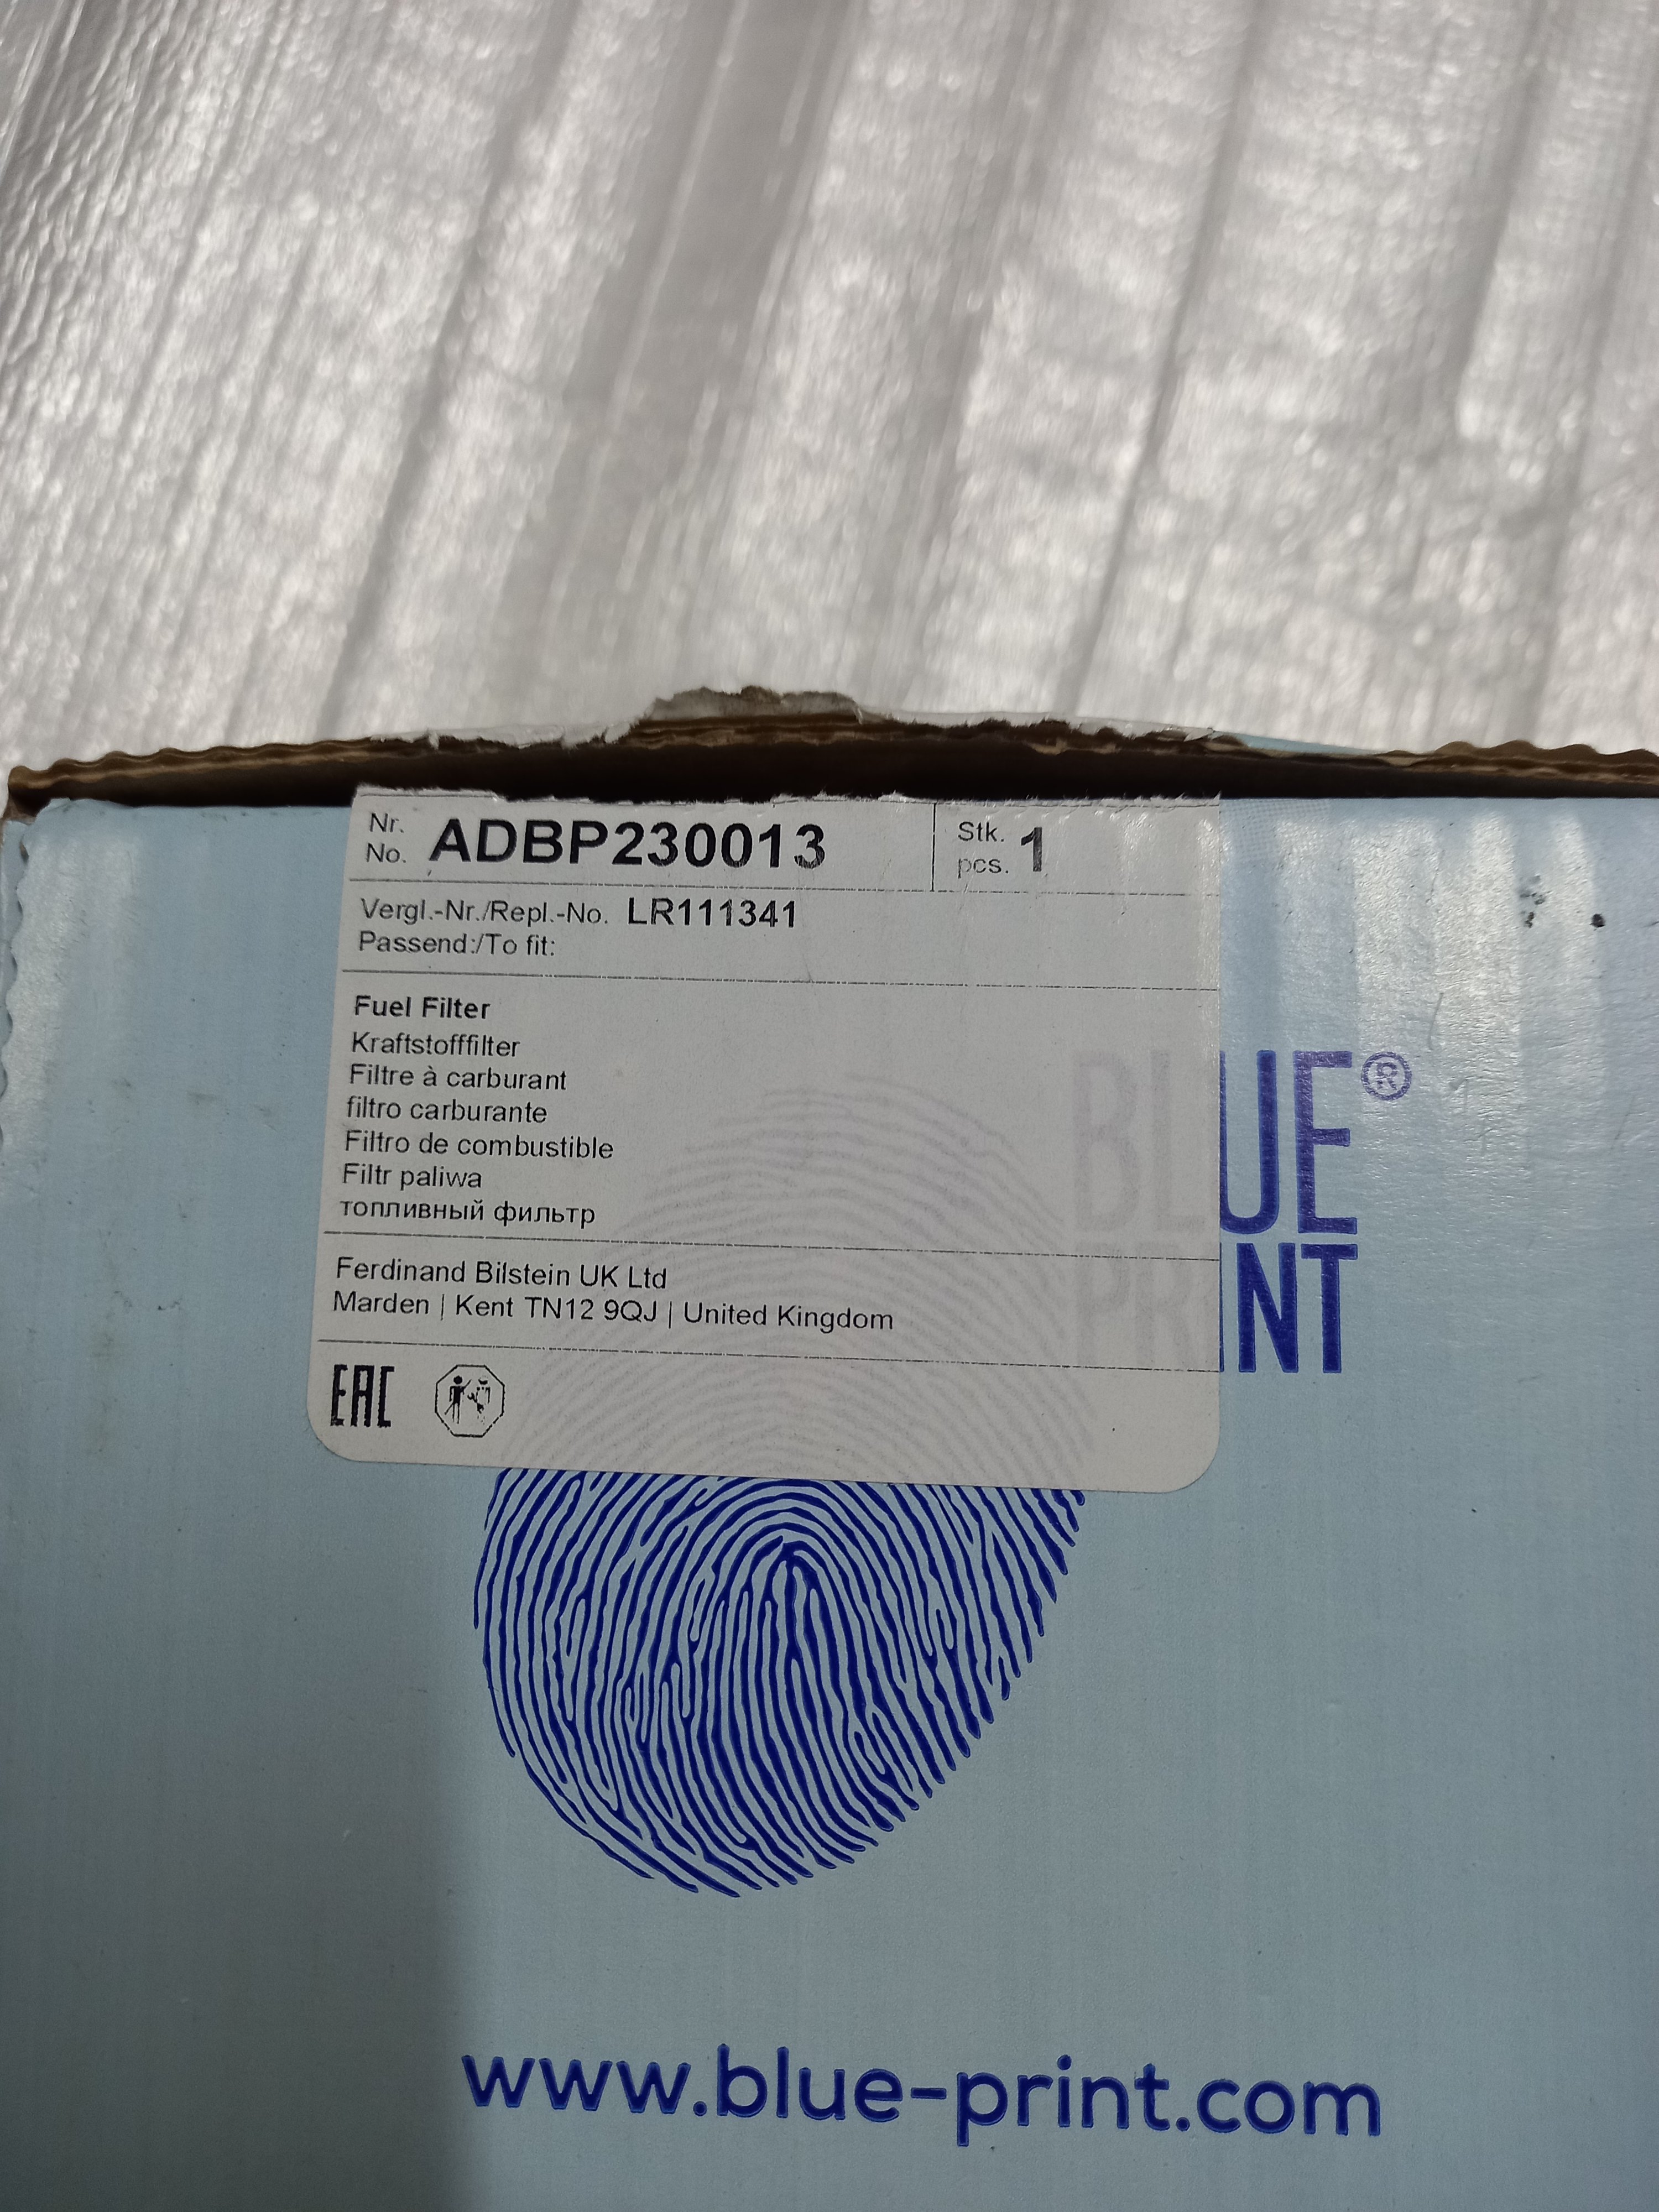 Nr.
No. ADBP230013
Stk.
pcs. 1
Vergl.-Nr./Repl.-No. LR111341
Passend:/To fit:
Fuel Filter
Kraftstofffilter
Filtre à carburant
filtro carburante
Filtro de combustible
Filtr paliwa
топливный фильтр
Ferdinand Bilstein UK Ltd
Marden | Kent TN12 9QJ | United Kingdom
EAC
BLUE®
PRINT
www.blue-print.com